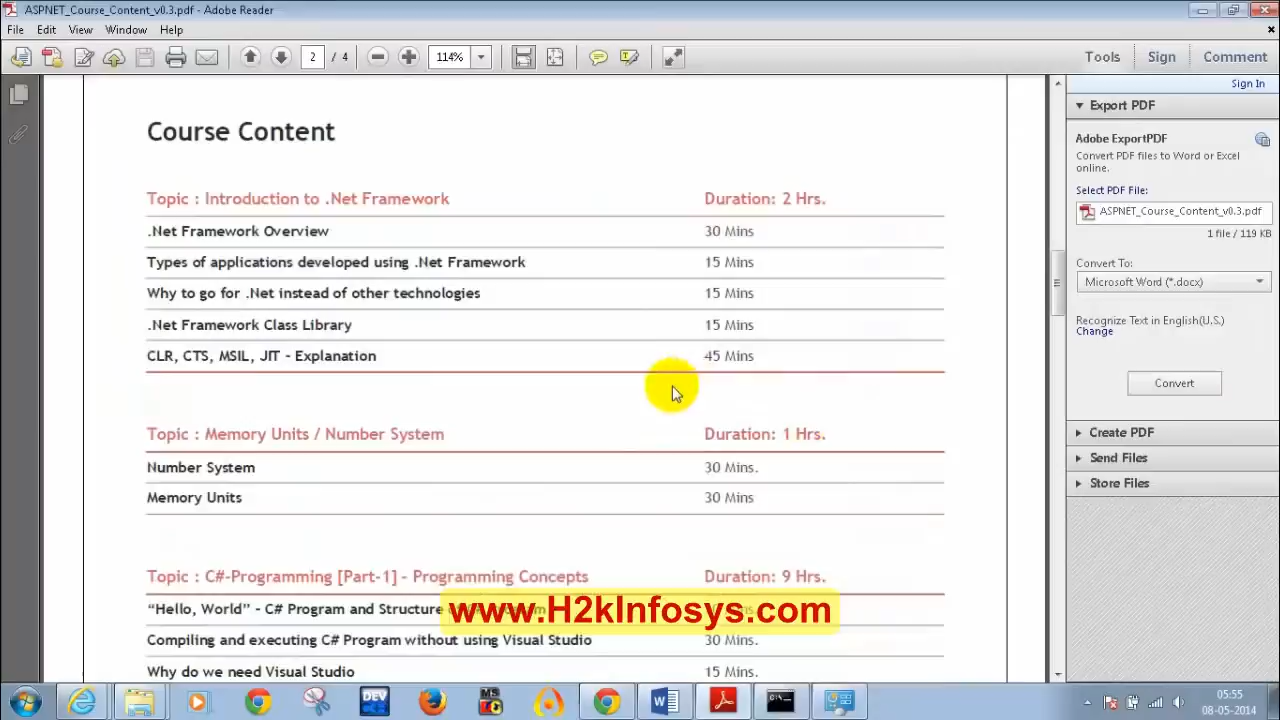 ASPNET_Course_Content_v0.3.pdf - Adobe Reader
File Edit View Window Help
2 / 4 114% Tools Sign Comment
Sign In
Export PDF
Adobe ExportPDF
Convert PDF files to Word or Excel
online.
Select PDF File:
ASPNET_Course_Content_v0.3.pdf
1 file / 119 KB
Convert To:
Microsoft Word (*.docx)
Recognize Text in English(U.S.)
Change
Convert
Create PDF
Send Files
Store Files
Course Content
Topic : Introduction to .Net Framework Duration: 2 Hrs.
.Net Framework Overview 30 Mins
Types of applications developed using .Net Framework 15 Mins
Why to go for .Net instead of other technologies 15 Mins
.Net Framework Class Library 15 Mins
CLR, CTS, MSIL, JIT - Explanation 45 Mins
Topic : Memory Units / Number System Duration: 1 Hrs.
Number System 30 Mins.
Memory Units 30 Mins
Topic : C#-Programming [Part-1] - Programming Concepts Duration: 9 Hrs.
“Hello, World” - C# Program and Structure
www.H2kInfosys.com
Compiling and executing C# Program without using Visual Studio 30 Mins.
Why do we need Visual Studio 15 Mins.
DEV
MS
05:55
08-05-2014